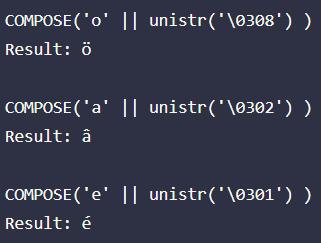 COMPOSE('o' || unistr('\0308') )
Result: ö
COMPOSE('a' || unistr('\0302') )
Result: â
COMPOSE('e' || unistr('\0301') )
Result: é